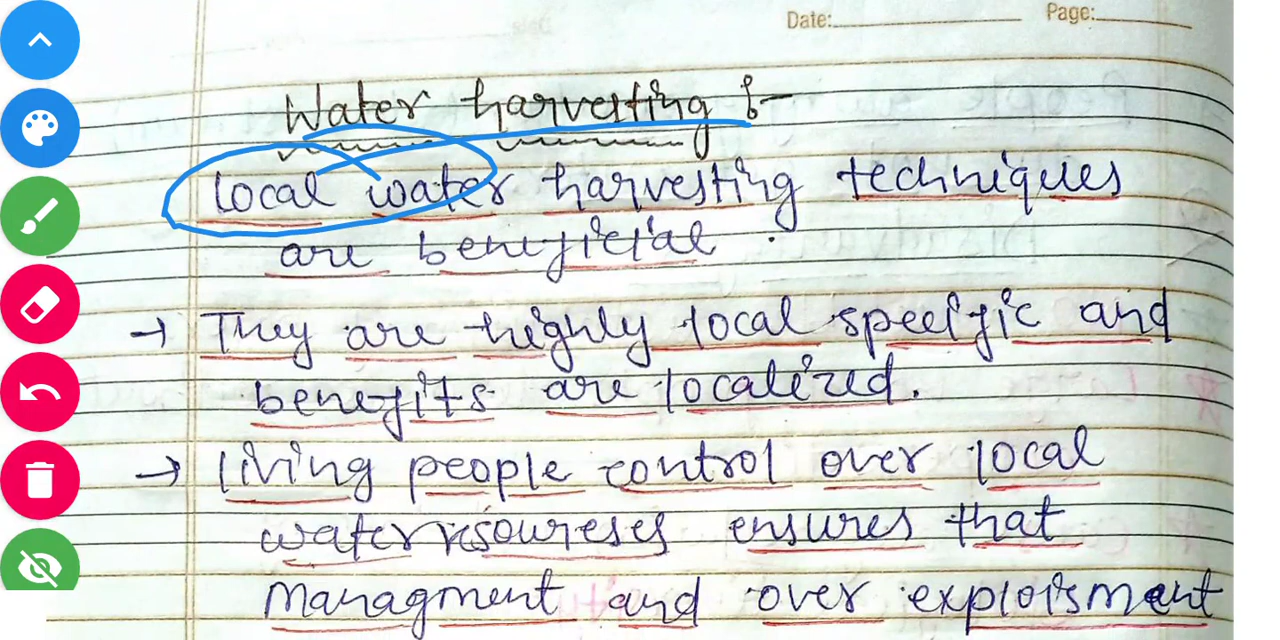 Date: Page:
Water harvesting :-
Local water harvesting techniques
are beneficial.
→ They are highly local specific and
benefits are localized.
→ Living people control over local
water resoureses ensures that
Managment and over exploisment